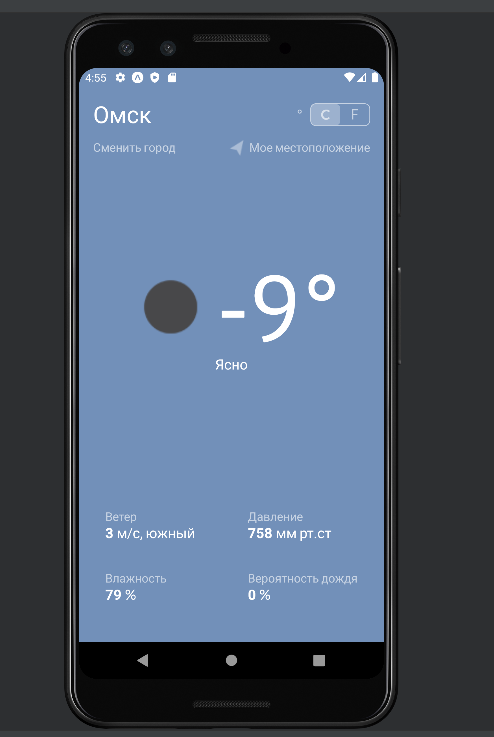 4:55
Омск
° C F
Сменить город Мое местоположение
-9°
Ясно
Ветер Давление
3 м/с, южный 758 мм рт.ст
Влажность Вероятность дождя
79 % 0 %